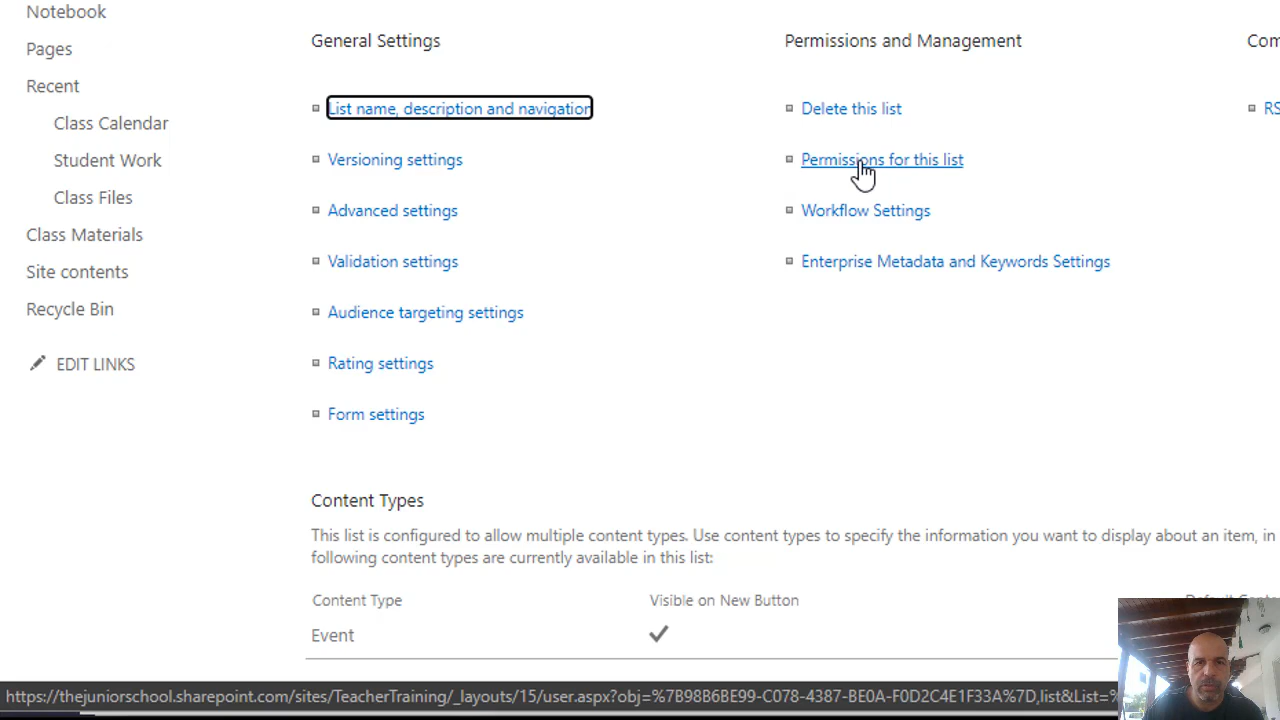 Notebook
Pages
Recent
Class Calendar
Student Work
Class Files
Class Materials
Site contents
Recycle Bin
EDIT LINKS
General Settings
List name, description and navigation
Versioning settings
Advanced settings
Validation settings
Audience targeting settings
Rating settings
Form settings
Permissions and Management
Delete this list
Permissions for this list
Workflow Settings
Enterprise Metadata and Keywords Settings
Content Types
This list is configured to allow multiple content types. Use content types to specify the information you want to display about an item, in
following content types are currently available in this list:
Content Type Visible on New Button
Event
https://thejuniorschool.sharepoint.com/sites/TeacherTraining/_layouts/15/user.aspx?obj=%7B98B6BE99-C078-4387-BE0A-F0D2C4E1F33A%7D,list&List=%